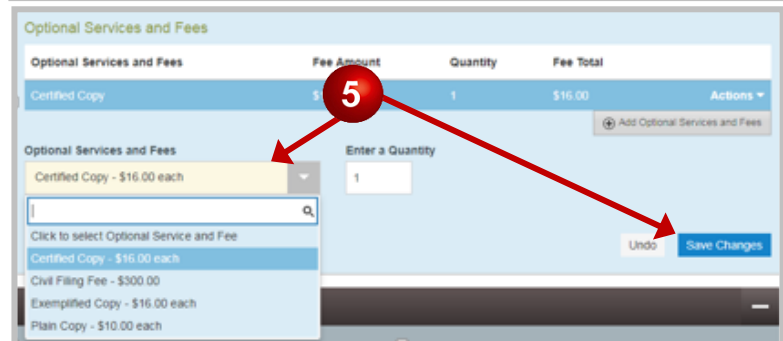 Optional Services and Fees
Optional Services and Fees Fee Amount Quantity Fee Total
Certified Copy 1 $16.00 Actions
5
Add Optional Services and Fees
Optional Services and Fees Enter a Quantity
Certified Copy - $16.00 each 1
Click to select Optional Service and Fee
Undo Save Changes
Certified Copy - $16.00 each
Civil Filing Fee - $300.00
Exemplified Copy - $16.00 each
Plain Copy - $10.00 each